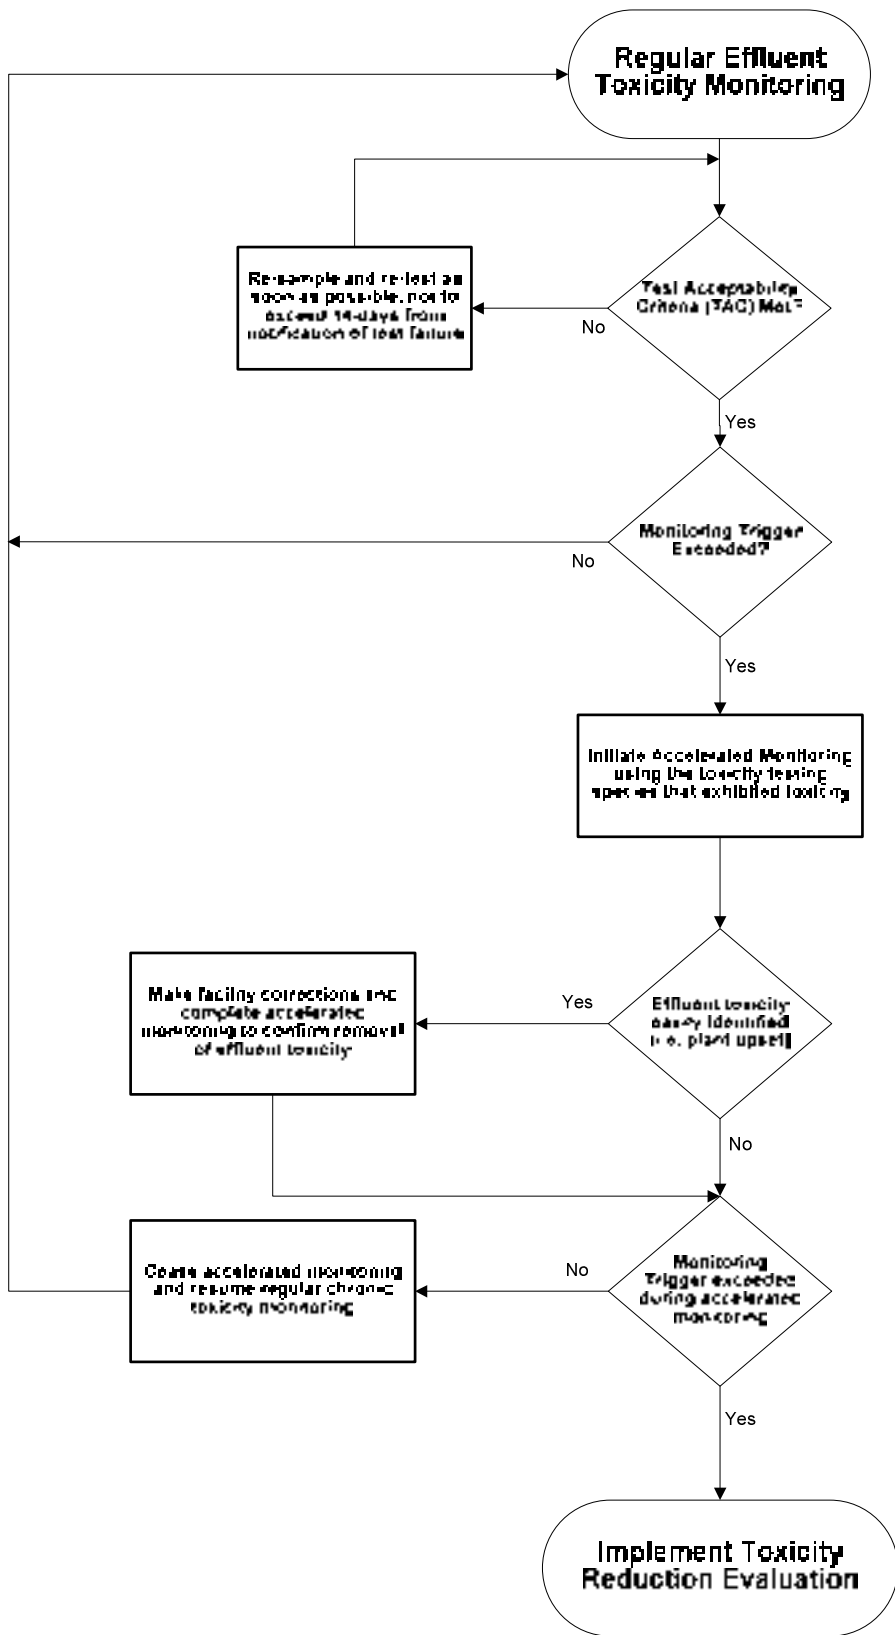 Regular Effluent
Toxicity Monitoring
Re-sample and re-test as
soon as possible, not to
exceed 14-days from
notification of test failure
Test Acceptability
Criteria (TAC) Met?
No
Yes
Monitoring Trigger
Exceeded?
No
Yes
Initiate Accelerated Monitoring
using the toxicity testing
species that exhibited toxicity
Make facility corrections and
complete accelerated
monitoring to confirm removal
of effluent toxicity
Yes
Effluent toxicity
easily identified
(i.e. plant upset)
No
Cease accelerated monitoring
and resume regular chronic
toxicity monitoring
No
Monitoring
Trigger exceeded
during accelerated
monitoring
Yes
Implement Toxicity
Reduction Evaluation